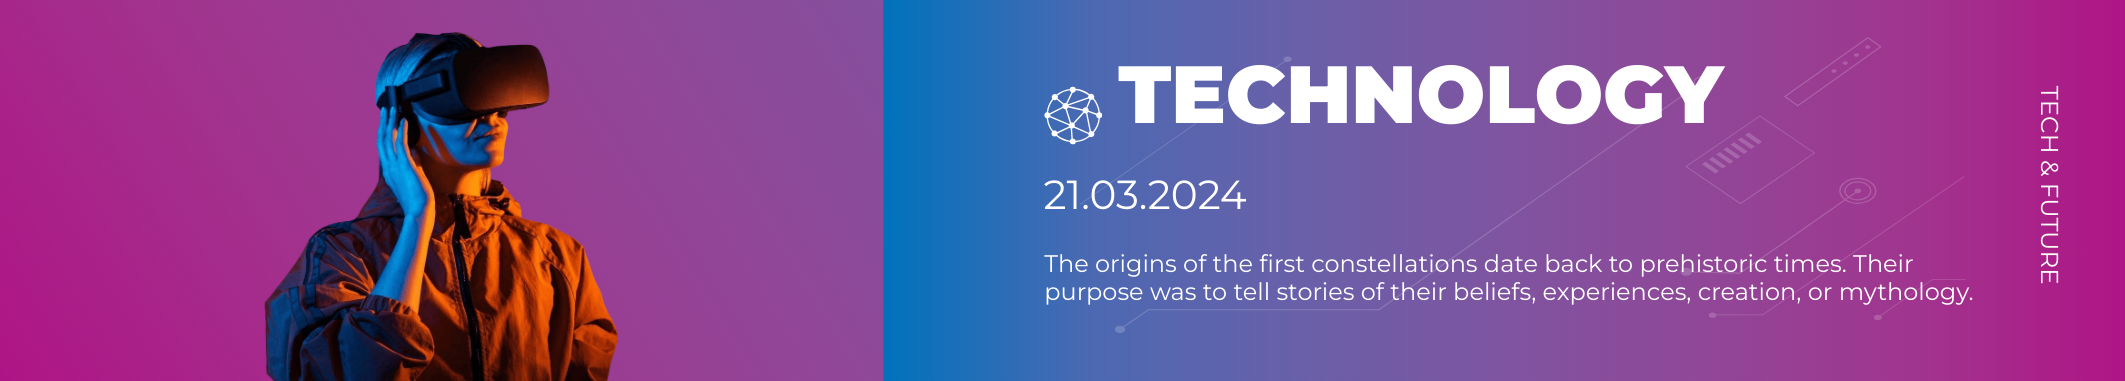 TECHNOLOGY
21.03.2024
The origins of the first constellations date back to prehistoric times. Their
purpose was to tell stories of their beliefs, experiences, creation, or mythology.
TECH & FUTURE